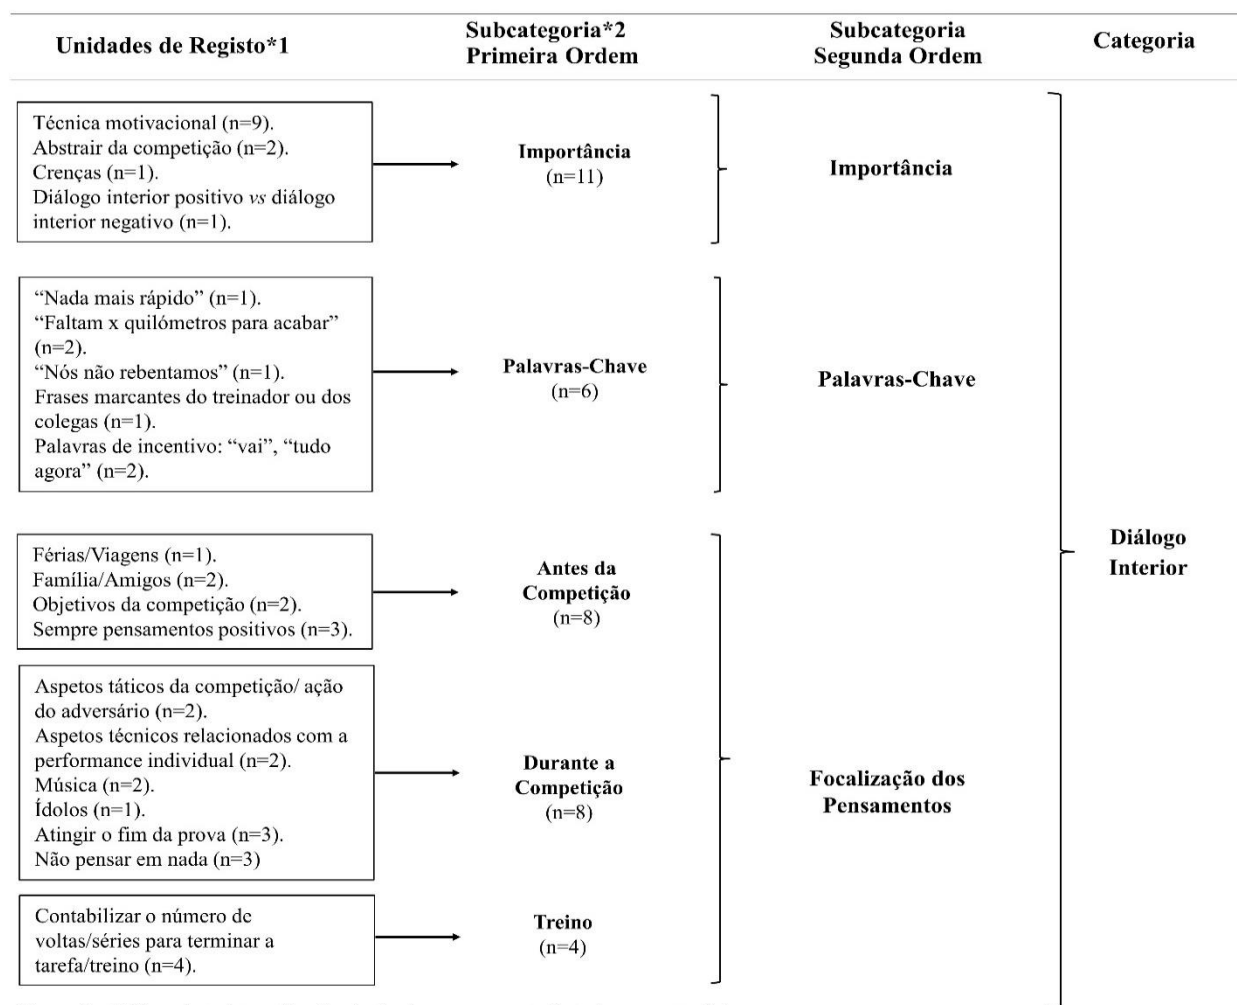 Unidades de Registo*1
Subcategoria*2
Primeira Ordem
Subcategoria
Segunda Ordem
Categoria
Técnica motivacional (n=9).
Abstrair da competição (n=2).
Crenças (n=1).
Diálogo interior positivo vs diálogo
interior negativo (n=1).
Importância
(n=11)
Importância
“Nada mais rápido” (n=1).
“Faltam x quilómetros para acabar”
(n=2).
“Nós não rebentamos” (n=1).
Frases marcantes do treinador ou dos
colegas (n=1).
Palavras de incentivo: “vai”, “tudo
agora” (n=2).
Palavras-Chave
(n=6)
Palavras-Chave
Férias/Viagens (n=1).
Família/Amigos (n=2).
Objetivos da competição (n=2).
Sempre pensamentos positivos (n=3).
Antes da
Competição
(n=8)
Aspetos táticos da competição/ ação
do adversário (n=2).
Aspetos técnicos relacionados com a
performance individual (n=2).
Música (n=2).
Ídolos (n=1).
Atingir o fim da prova (n=3).
Não pensar em nada (n=3)
Durante a
Competição
(n=8)
Contabilizar o número de
voltas/séries para terminar a
tarefa/treino (n=4).
Treino
(n=4)
Focalização dos
Pensamentos
Diálogo
Interior